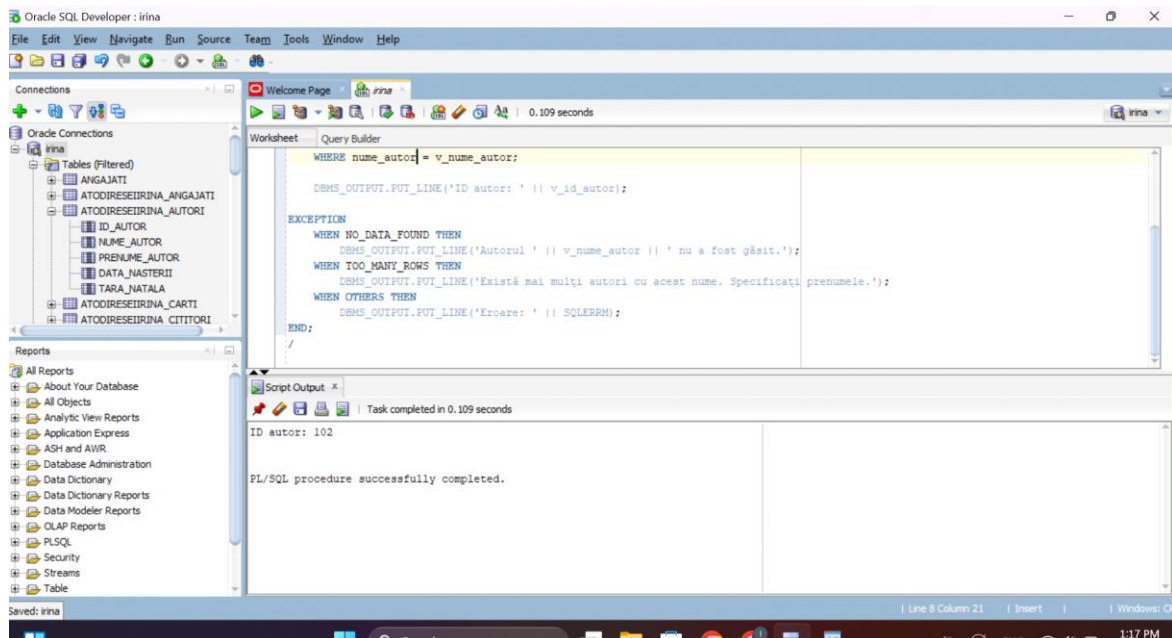 Oracle SQL Developer : irina
File Edit View Navigate Run Source Team Tools Window Help
Connections
Oracle Connections
irina
Tables (Filtered)
ANGAJATI
ATODIRESEIIRINA_ANGAJATI
ATODIRESEIIRINA_AUTORI
ID_AUTOR
NUME_AUTOR
PRENUME_AUTOR
DATA_NASTERII
TARA_NATALA
ATODIRESEIIRINA_CARTI
ATODIRESEIIRINA_CITITORI
Reports
All Reports
About Your Database
All Objects
Analytic View Reports
Application Express
ASH and AWR
Database Administration
Data Dictionary
Data Dictionary Reports
Data Modeler Reports
OLAP Reports
PLSQL
Security
Streams
Table
Welcome Page irina
0.109 seconds
irina
Worksheet Query Builder
WHERE nume_autor = v_nume_autor;
DBMS_OUTPUT.PUT_LINE('ID autor: ' || v_id_autor);
EXCEPTION
WHEN NO_DATA_FOUND THEN
DBMS_OUTPUT.PUT_LINE('Autorul ' || v_nume_autor || ' nu a fost găsit.');
WHEN TOO_MANY_ROWS THEN
DBMS_OUTPUT.PUT_LINE('Există mai mulți autori cu acest nume. Specificați prenumele.');
WHEN OTHERS THEN
DBMS_OUTPUT.PUT_LINE('Eroare: ' || SQLERRM);
END;
/
Script Output
Task completed in 0.109 seconds
ID autor: 102
PL/SQL procedure successfully completed.
Saved: irina
Line 8 Column 21 Insert Windows: C
1:17 PM